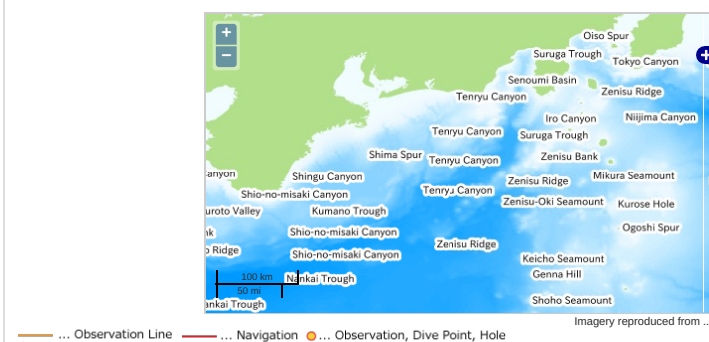 +
−
Oiso Spur
Suruga Trough
Tokyo Canyon
Senoumi Basin
Zenisu Ridge
Tenryu Canyon
Iro Canyon
Niijima Canyon
Tenryu Canyon
Suruga Trough
Shima Spur
Tenryu Canyon
Zenisu Bank
anyon
Shingu Canyon
Zenisu Ridge
Mikura Seamount
Shio-no-misaki Canyon
Tenryu Canyon
Zenisu-Oki Seamount
Kurose Hole
uroto Valley
Kumano Trough
Ogoshi Spur
nk
Shio-no-misaki Canyon
Zenisu Ridge
o Ridge
Shio-no-misaki Canyon
Keicho Seamount
100 km
Nankai Trough
Genna Hill
50 mi
ankai Trough
Shoho Seamount
Imagery reproduced from ..
... Observation Line ... Navigation ... Observation, Dive Point, Hole